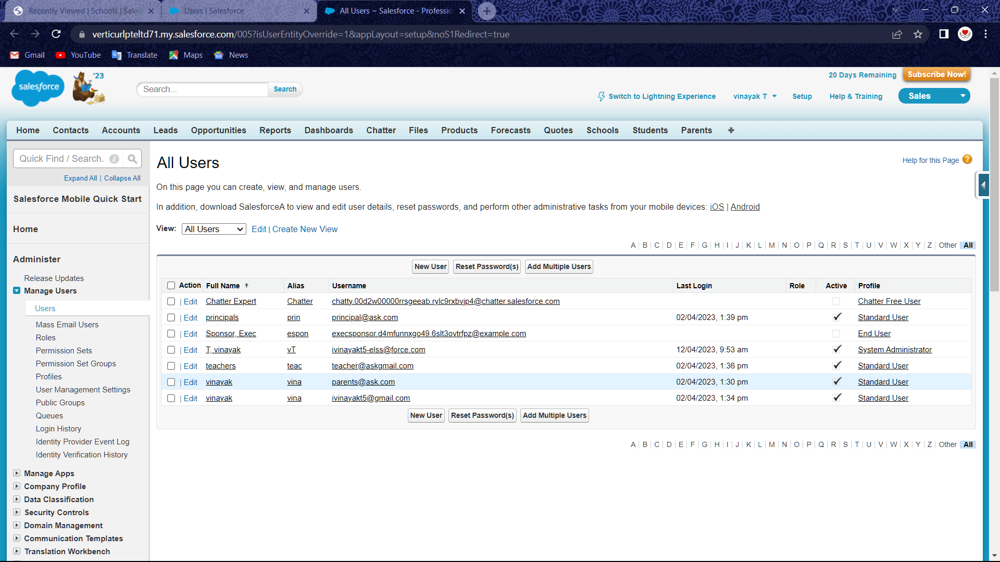 Recently Viewed | Schools | Sales
Users | Salesforce
All Users ~ Salesforce - Professio
verticurlpteltd71.my.salesforce.com/005?isUserEntityOverride=1&appLayout=setup&noS1Redirect=true
Gmail
YouTube
Translate
Maps
News
salesforce
'23
Search...
Search
20 Days Remaining
Subscribe Now!
Switch to Lightning Experience
vinayak T
Setup
Help & Training
Sales
Home Contacts Accounts Leads Opportunities Reports Dashboards Chatter Files Products Forecasts Quotes Schools Students Parents +
Quick Find / Search.
Expand All | Collapse All
Salesforce Mobile Quick Start
Home
Administer
Release Updates
Manage Users
Users
Mass Email Users
Roles
Permission Sets
Permission Set Groups
Profiles
User Management Settings
Public Groups
Queues
Login History
Identity Provider Event Log
Identity Verification History
Manage Apps
Company Profile
Data Classification
Security Controls
Domain Management
Communication Templates
Translation Workbench
All Users
Help for this Page ?
On this page you can create, view, and manage users.
In addition, download SalesforceA to view and edit user details, reset passwords, and perform other administrative tasks from your mobile devices: iOS | Android
View: All Users Edit | Create New View
A | B | C | D | E | F | G | H | I | J | K | L | M | N | O | P | Q | R | S | T | U | V | W | X | Y | Z | Other | All
New User Reset Password(s) Add Multiple Users
Action Full Name ↑ Alias Username Last Login Role Active Profile
| Edit Chatter Expert Chatter chatty.00d2w00000rrsgeeab.rylc9rxbvjp4@chatter.salesforce.com Chatter Free User
| Edit principals prin principal@ask.com 02/04/2023, 1:39 pm ✓ Standard User
| Edit Sponsor, Exec espon execsponsor.d4mfunnxgo49.6slt3ovtrfpz@example.com End User
| Edit T, vinayak vT ivinayakt5-elss@force.com 12/04/2023, 9:53 am ✓ System Administrator
| Edit teachers teac teacher@askgmail.com 02/04/2023, 1:36 pm ✓ Standard User
| Edit vinayak vina parents@ask.com 02/04/2023, 1:30 pm ✓ Standard User
| Edit vinayak vina ivinayakt5@gmail.com 02/04/2023, 1:34 pm ✓ Standard User
New User Reset Password(s) Add Multiple Users
A | B | C | D | E | F | G | H | I | J | K | L | M | N | O | P | Q | R | S | T | U | V | W | X | Y | Z | Other | All